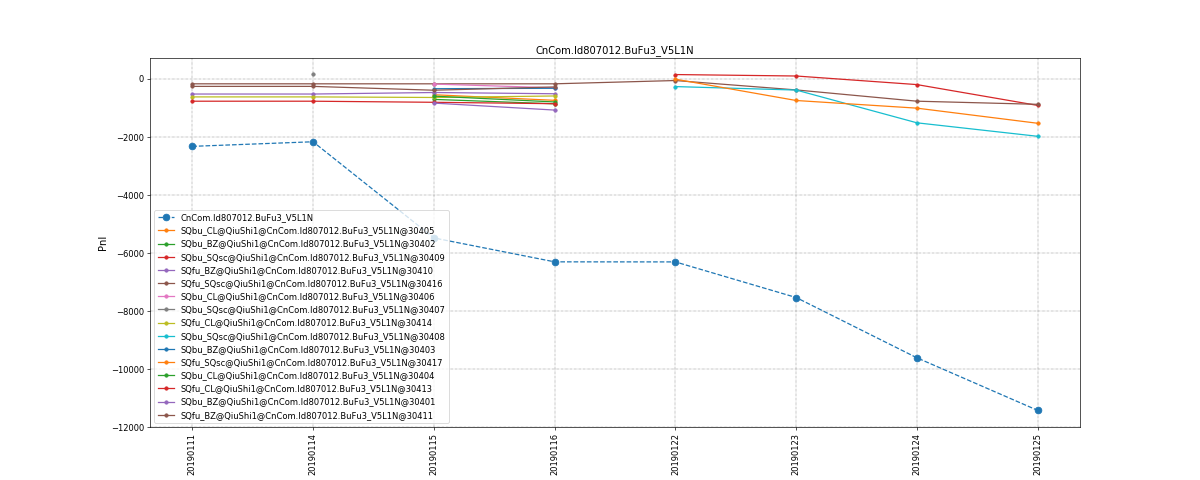 CnCom.Id807012.BuFu3_V5L1N
Pnl
0
−2000
−4000
−6000
−8000
−10000
−12000
CnCom.Id807012.BuFu3_V5L1N
SQbu_CL@QiuShi1@CnCom.Id807012.BuFu3_V5L1N@30405
SQbu_BZ@QiuShi1@CnCom.Id807012.BuFu3_V5L1N@30402
SQbu_SQsc@QiuShi1@CnCom.Id807012.BuFu3_V5L1N@30409
SQfu_BZ@QiuShi1@CnCom.Id807012.BuFu3_V5L1N@30410
SQfu_SQsc@QiuShi1@CnCom.Id807012.BuFu3_V5L1N@30416
SQbu_CL@QiuShi1@CnCom.Id807012.BuFu3_V5L1N@30406
SQbu_SQsc@QiuShi1@CnCom.Id807012.BuFu3_V5L1N@30407
SQfu_CL@QiuShi1@CnCom.Id807012.BuFu3_V5L1N@30414
SQbu_SQsc@QiuShi1@CnCom.Id807012.BuFu3_V5L1N@30408
SQbu_BZ@QiuShi1@CnCom.Id807012.BuFu3_V5L1N@30403
SQfu_SQsc@QiuShi1@CnCom.Id807012.BuFu3_V5L1N@30417
SQbu_CL@QiuShi1@CnCom.Id807012.BuFu3_V5L1N@30404
SQfu_CL@QiuShi1@CnCom.Id807012.BuFu3_V5L1N@30413
SQbu_BZ@QiuShi1@CnCom.Id807012.BuFu3_V5L1N@30401
SQfu_BZ@QiuShi1@CnCom.Id807012.BuFu3_V5L1N@30411
20190111
20190114
20190115
20190116
20190122
20190123
20190124
20190125